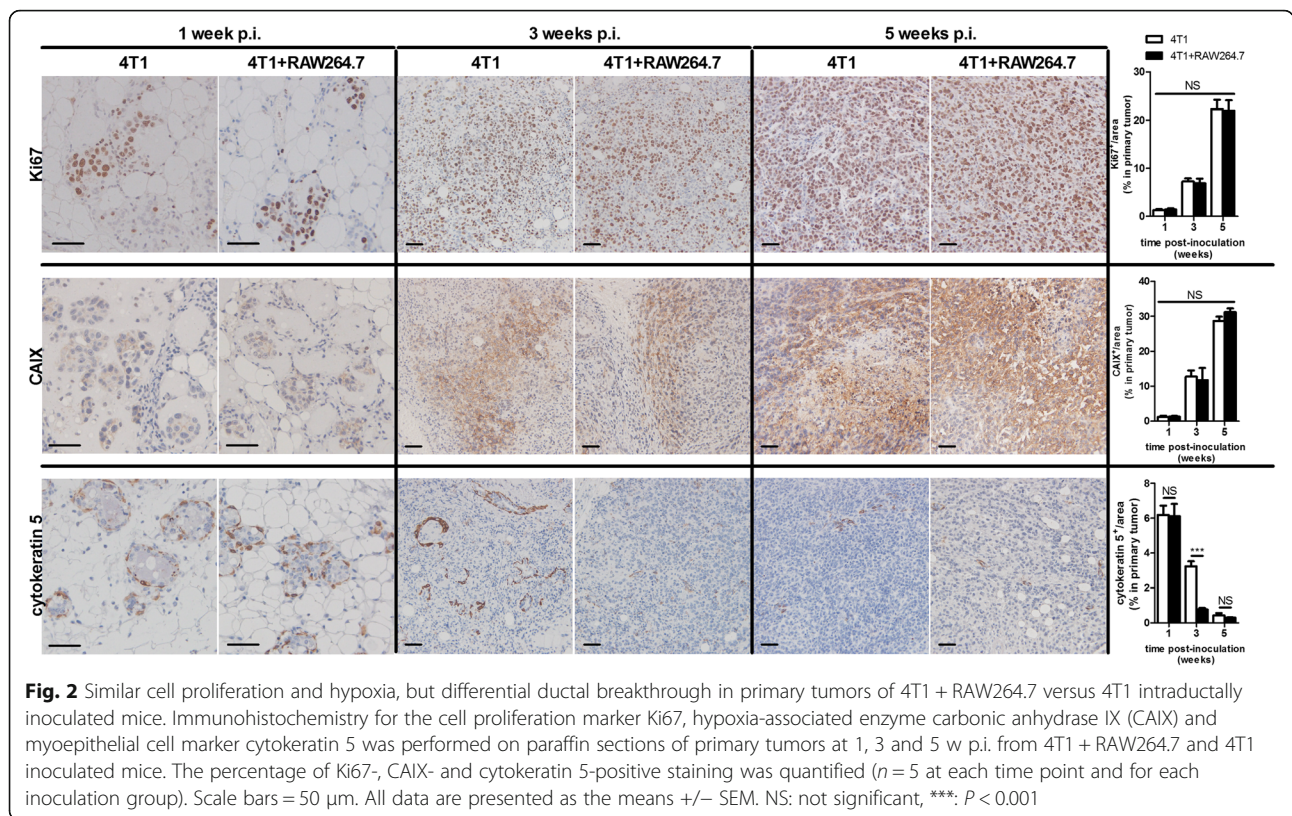 1 week p.i. 3 weeks p.i. 5 weeks p.i.
4T1 4T1+RAW264.7 4T1 4T1+RAW264.7 4T1 4T1+RAW264.7
4T1
4T1+RAW264.7
Ki67
Ki67⁺/area
(% in primary tumor)
30
20
10
0
NS
1 3 5
time post-inoculation
(weeks)
CAIX
CAIX⁺/area
(% in primary tumor)
40
30
20
10
0
NS
1 3 5
time post-inoculation
(weeks)
cytokeratin 5
cytokeratin 5⁺/area
(% in primary tumor)
8
6
4
2
0
NS
***
NS
1 3 5
time post-inoculation
(weeks)
Fig. 2 Similar cell proliferation and hypoxia, but differential ductal breakthrough in primary tumors of 4T1 + RAW264.7 versus 4T1 intraductally
inoculated mice. Immunohistochemistry for the cell proliferation marker Ki67, hypoxia-associated enzyme carbonic anhydrase IX (CAIX) and
myoepithelial cell marker cytokeratin 5 was performed on paraffin sections of primary tumors at 1, 3 and 5 w p.i. from 4T1 + RAW264.7 and 4T1
inoculated mice. The percentage of Ki67-, CAIX- and cytokeratin 5-positive staining was quantified (n = 5 at each time point and for each
inoculation group). Scale bars = 50 μm. All data are presented as the means +/− SEM. NS: not significant, ***: P < 0.001